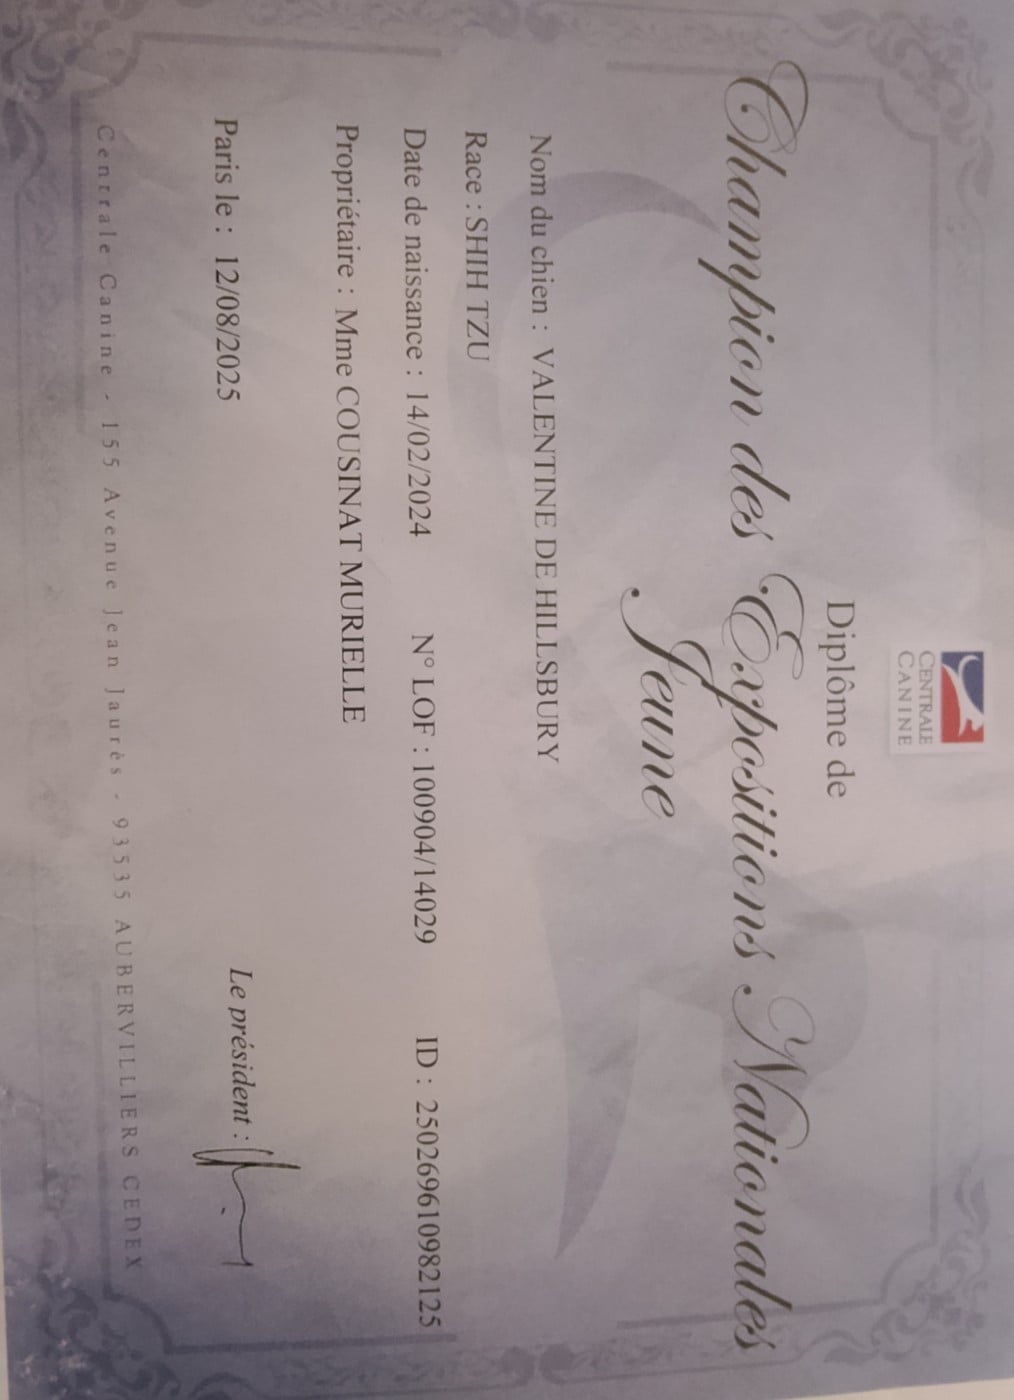 CENTRALE
CANINE
Diplôme de
Champion des Expositions Nationales
Jeune
Nom du chien : VALENTINE DE HILLSBURY
Race : SHIH TZU
Date de naissance : 14/02/2024 N° LOF : 100904/14029 ID : 250269610982125
Propriétaire : Mme COUSINAT MURIELLE
Paris le : 12/08/2025 Le président :
Centrale Canine - 155 Avenue Jean Jaurès - 93535 AUBERVILLIERS CEDEX